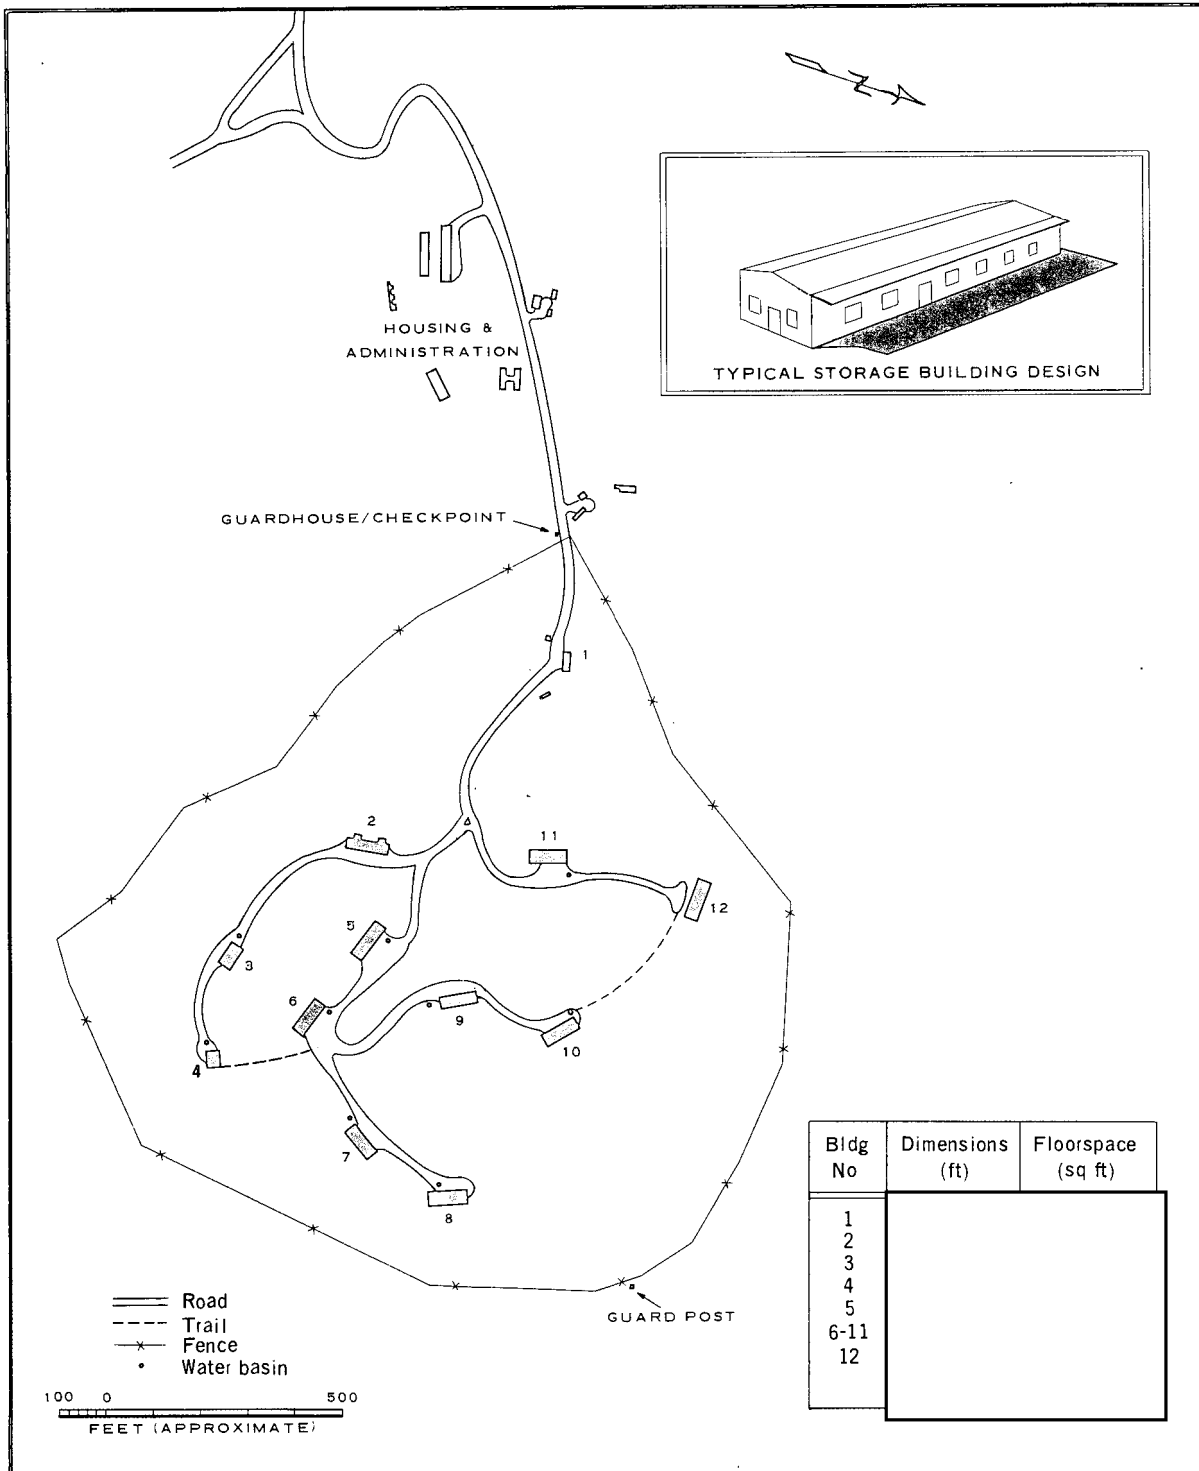 N
TYPICAL STORAGE BUILDING DESIGN
HOUSING &
ADMINISTRATION
GUARDHOUSE/CHECKPOINT
1
2
11
12
5
3
6
9
10
4
7
8
GUARD POST
Road
Trail
Fence
Water basin
100 0 500
FEET (APPROXIMATE)
Bldg No
Dimensions (ft)
Floorspace (sq ft)
1
2
3
4
5
6-11
12